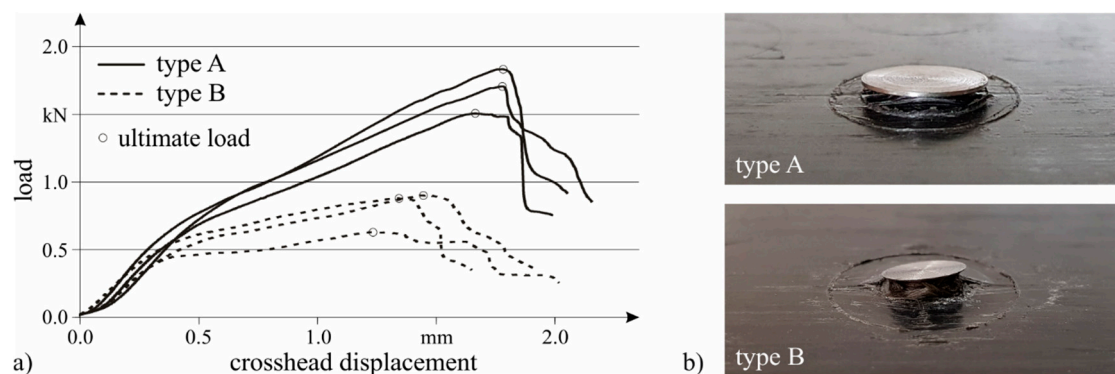 2.0
type A
type B
kN
ultimate load
load
1.0
0.5
0.0
0.0 0.5 1.0 mm 2.0
crosshead displacement
a)
b)
type A
type B